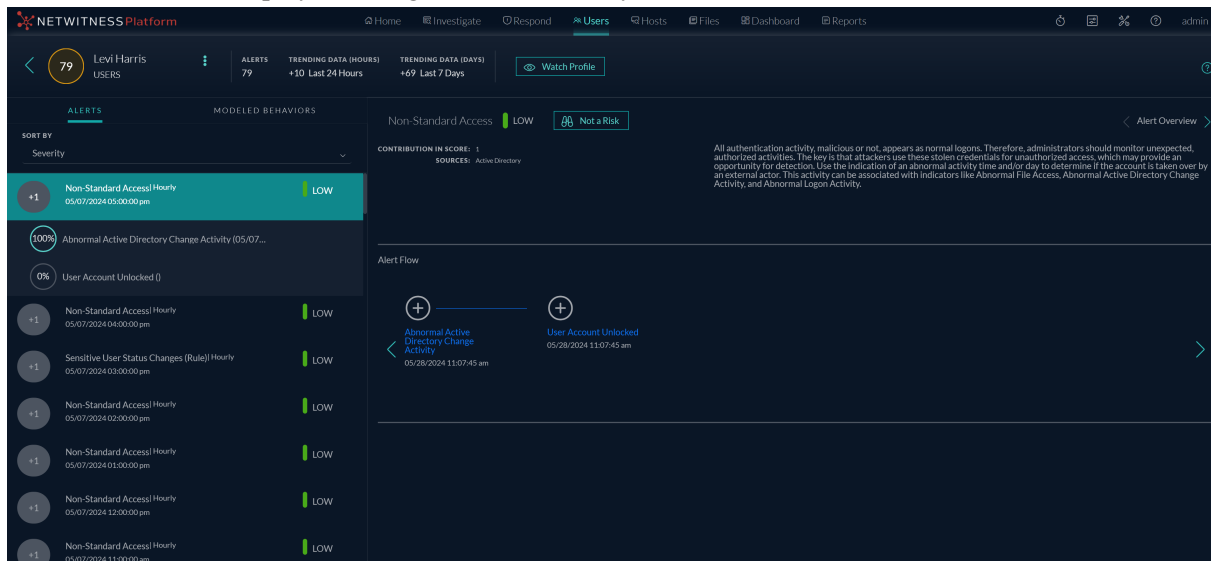 NETWITNESS Platform
Home Investigate Respond Users Hosts Files Dashboard Reports admin
79 Levi Harris
USERS
ALERTS
79
TRENDING DATA (HOURS)
+10 Last 24 Hours
TRENDING DATA (DAYS)
+69 Last 7 Days
Watch Profile
ALERTS MODELED BEHAVIORS
SORT BY
Severity
+1 Non-Standard Access| Hourly LOW
05/07/2024 05:00:00 pm
100% Abnormal Active Directory Change Activity (05/07...
0% User Account Unlocked ()
+1 Non-Standard Access| Hourly LOW
05/07/2024 04:00:00 pm
+1 Sensitive User Status Changes (Rule)| Hourly LOW
05/07/2024 03:00:00 pm
+1 Non-Standard Access| Hourly LOW
05/07/2024 02:00:00 pm
+1 Non-Standard Access| Hourly LOW
05/07/2024 01:00:00 pm
+1 Non-Standard Access| Hourly LOW
05/07/2024 12:00:00 pm
+1 Non-Standard Access| Hourly LOW
05/07/2024 11:00:00 am
Non-Standard Access LOW Not a Risk
Alert Overview
CONTRIBUTION IN SCORE: 1
SOURCES: Active Directory
All authentication activity, malicious or not, appears as normal logons. Therefore, administrators should monitor unexpected,
authorized activities. The key is that attackers use these stolen credentials for unauthorized access, which may provide an
opportunity for detection. Use the indication of an abnormal activity time and/or day to determine if the account is taken over by
an external actor. This activity can be associated with indicators like Abnormal File Access, Abnormal Active Directory Change
Activity, and Abnormal Logon Activity.
Alert Flow
Abnormal Active
Directory Change
Activity
05/28/2024 11:07:45 am
User Account Unlocked
05/28/2024 11:07:45 am